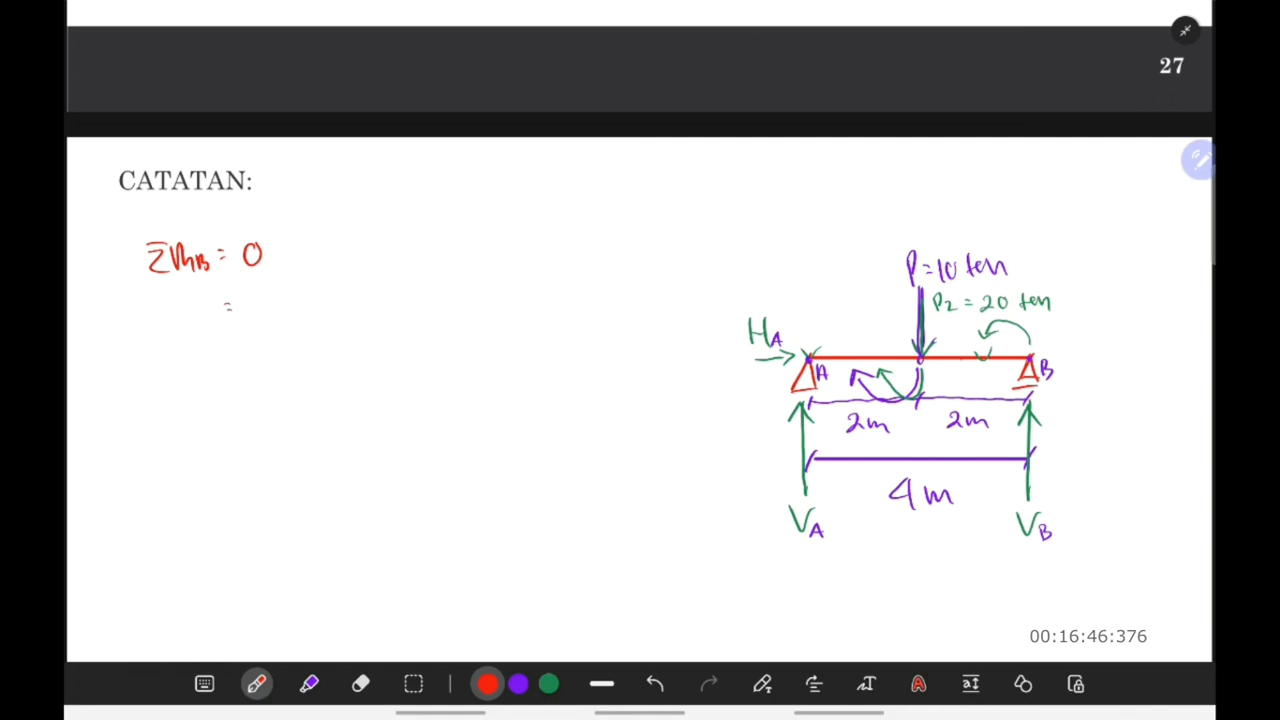 27
CATATAN:
ΣMB = 0
=
P=10 ton
P2 = 20 ton
HA
A
B
2m 2m
4m
VA VB
00:16:46:376